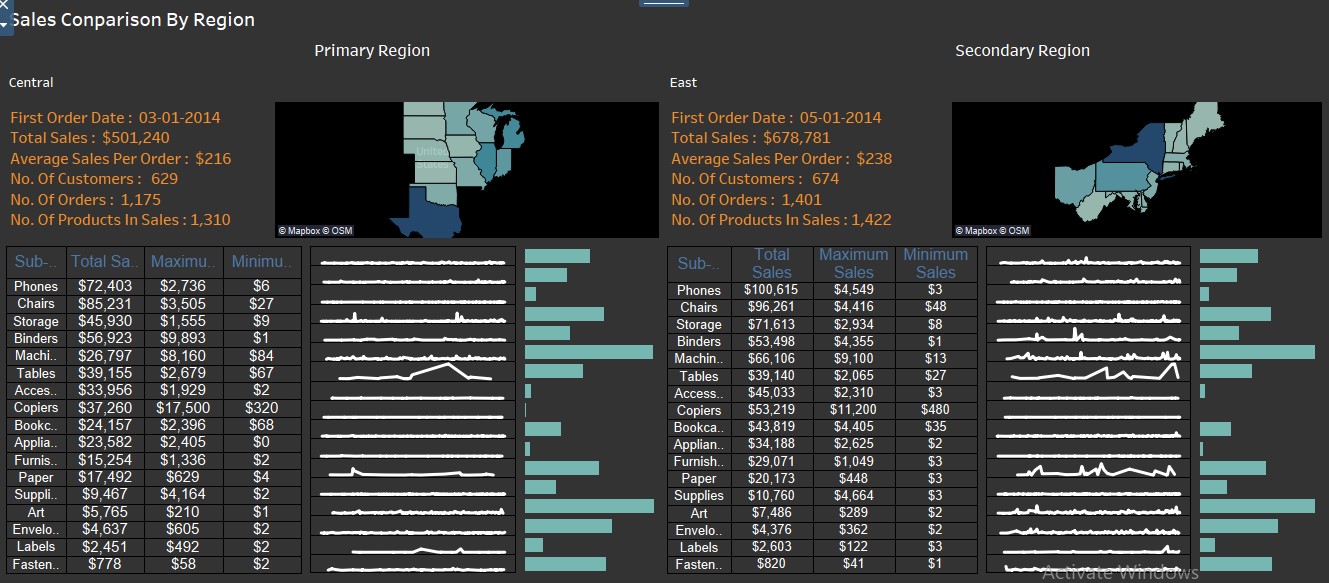 Sales Conparison By Region
Primary Region
Secondary Region
Central
East
First Order Date : 03-01-2014
Total Sales : $501,240
Average Sales Per Order : $216
No. Of Customers : 629
No. Of Orders : 1,175
No. Of Products In Sales : 1,310
United
States
© Mapbox © OSM
First Order Date : 05-01-2014
Total Sales : $678,781
Average Sales Per Order : $238
No. Of Customers : 674
No. Of Orders : 1,401
No. Of Products In Sales : 1,422
© Mapbox © OSM
Sub-.. Total Sa.. Maximu.. Minimu..
Phones $72,403 $2,736 $6
Chairs $85,231 $3,505 $27
Storage $45,930 $1,555 $9
Binders $56,923 $9,893 $1
Machi.. $26,797 $8,160 $84
Tables $39,155 $2,679 $67
Acces.. $33,956 $1,929 $2
Copiers $37,260 $17,500 $320
Bookc.. $24,157 $2,396 $68
Applia.. $23,582 $2,405 $0
Furnis.. $15,254 $1,336 $2
Paper $17,492 $629 $4
Suppli.. $9,467 $4,164 $2
Art $5,765 $210 $1
Envelo.. $4,637 $605 $2
Labels $2,451 $492 $2
Fasten.. $778 $58 $2
Sub-.. Total Sales Maximum Sales Minimum Sales
Phones $100,615 $4,549 $3
Chairs $96,261 $4,416 $48
Storage $71,613 $2,934 $8
Binders $53,498 $4,355 $1
Machin.. $66,106 $9,100 $13
Tables $39,140 $2,065 $27
Access.. $45,033 $2,310 $3
Copiers $53,219 $11,200 $480
Bookca.. $43,819 $4,405 $35
Applian.. $34,188 $2,625 $2
Furnish.. $29,071 $1,049 $3
Paper $20,173 $448 $3
Supplies $10,760 $4,664 $3
Art $7,486 $289 $2
Envelo.. $4,376 $362 $2
Labels $2,603 $122 $3
Fasten.. $820 $41 $1
Activate Windows